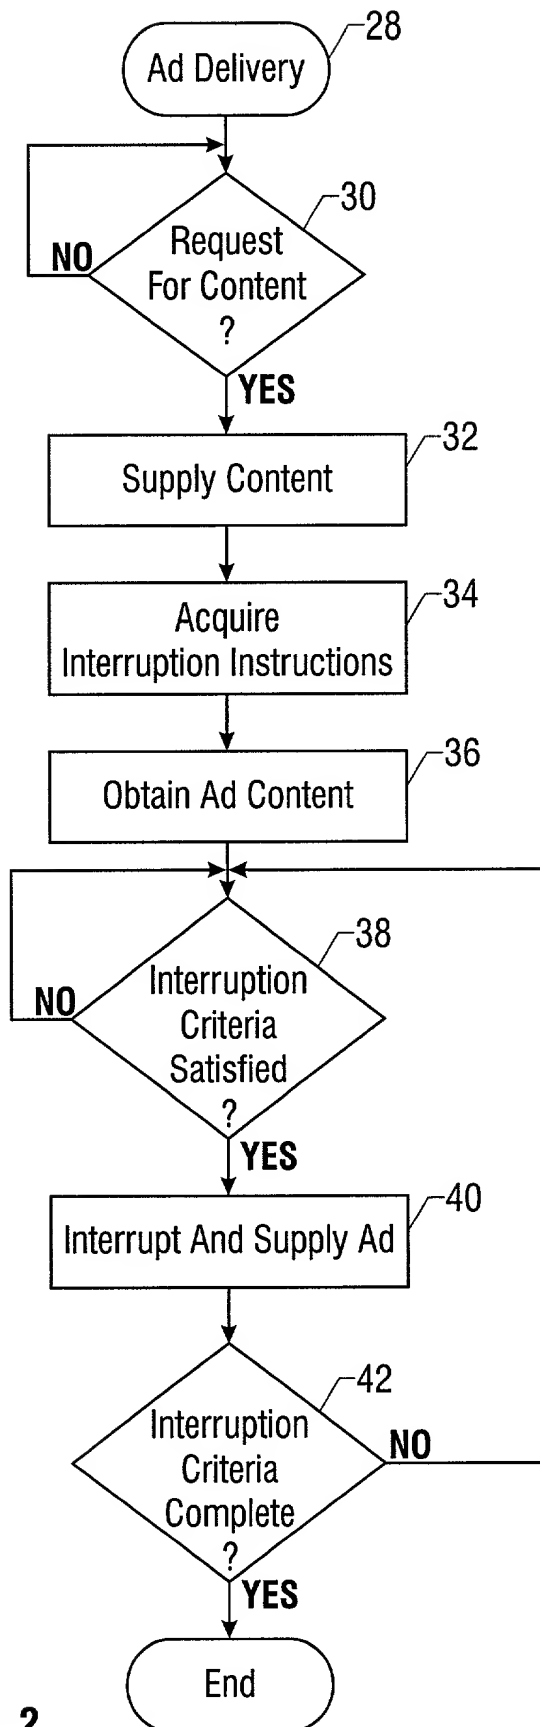 Ad Delivery
28
30
Request
For Content
?
NO
YES
32
Supply Content
34
Acquire
Interruption Instructions
36
Obtain Ad Content
38
Interruption
Criteria
Satisfied
?
NO
YES
40
Interrupt And Supply Ad
42
Interruption
Criteria
Complete
?
NO
YES
End
2